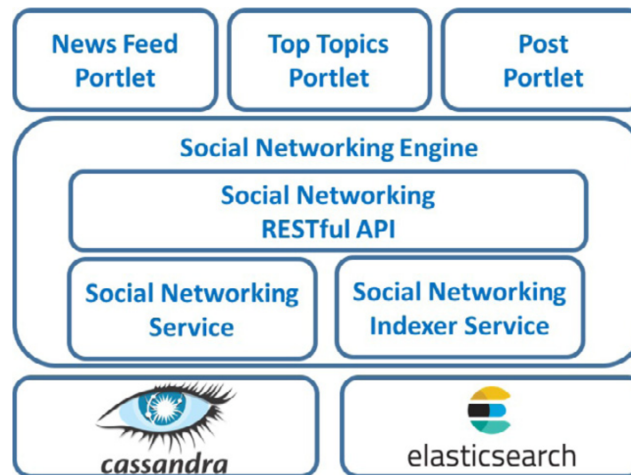 News Feed
Portlet
Top Topics
Portlet
Post
Portlet
Social Networking Engine
Social Networking
RESTful API
Social Networking
Service
Social Networking
Indexer Service
cassandra
elasticsearch